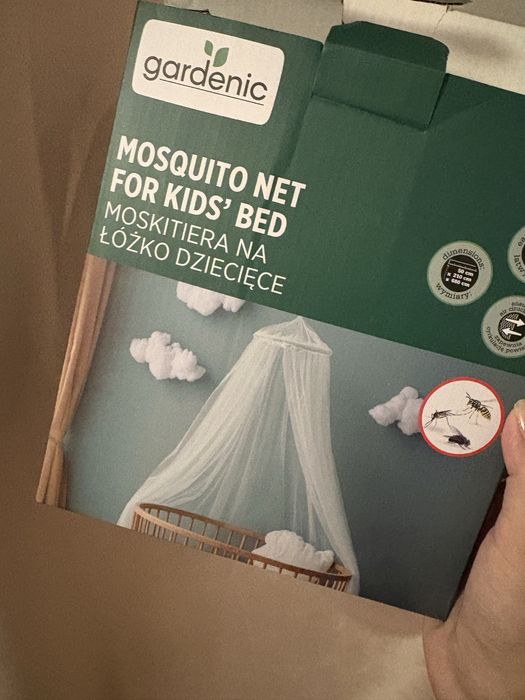 gardenic
MOSQUITO NET
FOR KIDS' BED
MOSKITIERA NA
ŁÓŻKO DZIECIĘCE
dimensions:
50 cm
x 210 cm
x 680 cm
wymiary: